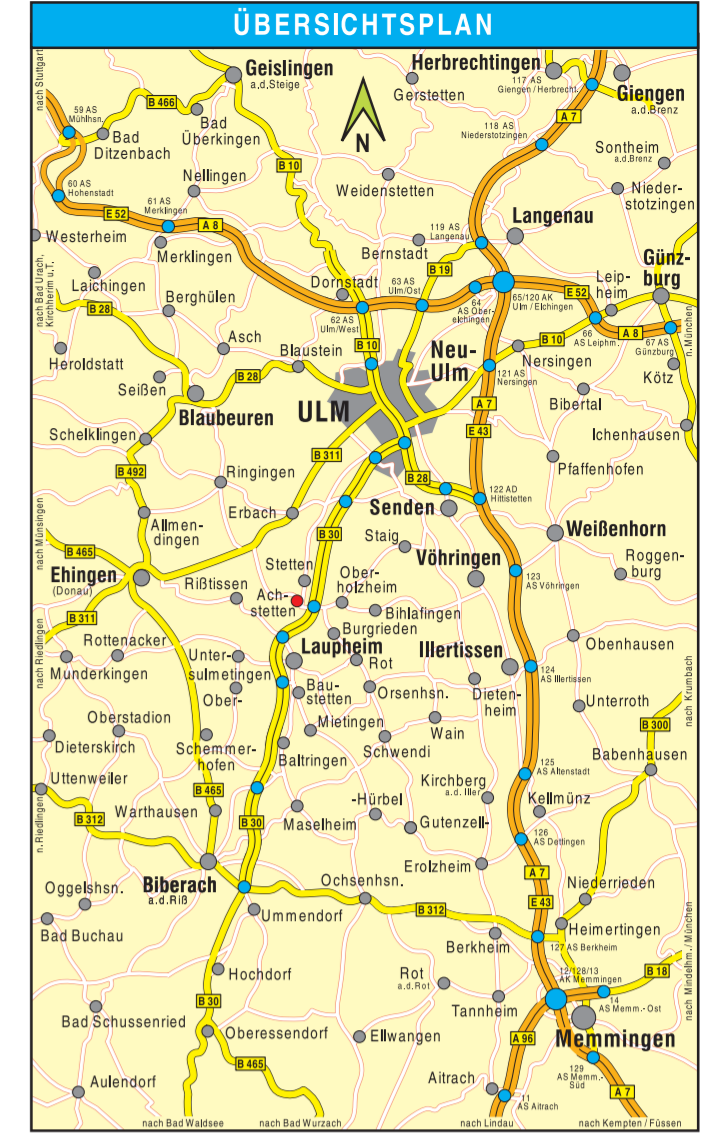 ÜBERSICHTSPLAN
nach Stuttgart
59 AS
Mühlhsn.
B 466
Geislingen
a.d.Steige
Herbrechtingen
117 AS
Giengen / Herbrecht.
Gerstetten
Giengen
a.d.Brenz
A 7
Bad
Ditzenbach
Bad
Überkingen
N
118 AS
Niederstotzingen
Sontheim
a.d.Brenz
B 10
Nellingen
Weidenstetten
Nieder-
stotzingen
60 AS
Hohenstadt
61 AS
Merklingen
E 52
A 8
Langenau
119 AS
Langenau
Westerheim
Merklingen
Bernstadt
Günz-
burg
B 19
Leip-
heim
nach Bad Urach,
Kirchheim u.T.
Laichingen
Berghülen
Dornstadt
63 AS
Ulm/Ost
64
AS Ober-
elchingen
65/120 AK
Ulm / Elchingen
E 52
B 28
62 AS
Ulm/West
66
AS Leiphm.
A 8
67 AS
Günzburg
n. München
Asch
B 10
B 10
Heroldstatt
Blaustein
Neu-
Ulm
Nersingen
Kötz
Seißen
B 28
121 AS
Nersingen
Blaubeuren
ULM
A 7
Bibertal
E 43
Schelklingen
Ichenhausen
B 311
B 492
Ringingen
B 28
Pfaffenhofen
122 AD
Hittistetten
Allmen-
dingen
Erbach
Senden
nach Münsingen
B 30
Staig
Weißenhorn
B 465
Ehingen
(Donau)
Stetten
Vöhringen
Roggen-
burg
Rißtissen
Ach-
stetten
Ober-
holzheim
123
AS Vöhringen
B 311
Bihlafingen
Burgrieden
Rottenacker
Munderkingen
nach Riedlingen
Unter-
sulmetingen
Ober-
Laupheim
Rot
Illertissen
Obenhausen
124
AS Illertissen
Bau-
stetten
Orsenhsn.
Dieten-
heim
nach Krumbach
Unterroth
Oberstadion
Mietingen
Wain
B 300
Dieterskirch
Schemmer-
hofen
Baltringen
Schwendi
Babenhausen
Uttenweiler
125
AS Altenstadt
Kirchberg
a.d. Iller
B 465
Warthausen
-Hürbel
Kellmünz
n. Riedlingen
B 312
B 30
Maselheim
Gutenzell-
126
AS Dettingen
Biberach
a.d.Riß
Erolzheim
A 7
Oggelshsn.
Ochsenhsn.
Niederrieden
E 43
Bad Buchau
Ummendorf
B 312
Heimertingen
Berkheim
127 AS Berkheim
nach Mindelhm. / München
Hochdorf
Rot
a.d.Rot
12/128/13
AK Memmingen
B 18
B 30
Tannheim
14
AS Memm.-Ost
Bad Schussenried
Oberessendorf
Ellwangen
Memmingen
A 96
B 465
129
AS Memm.-
Süd
Aulendorf
Aitrach
11
AS Aitrach
A 7
nach Bad Waldsee
nach Bad Wurzach
nach Lindau
nach Kempten / Füssen